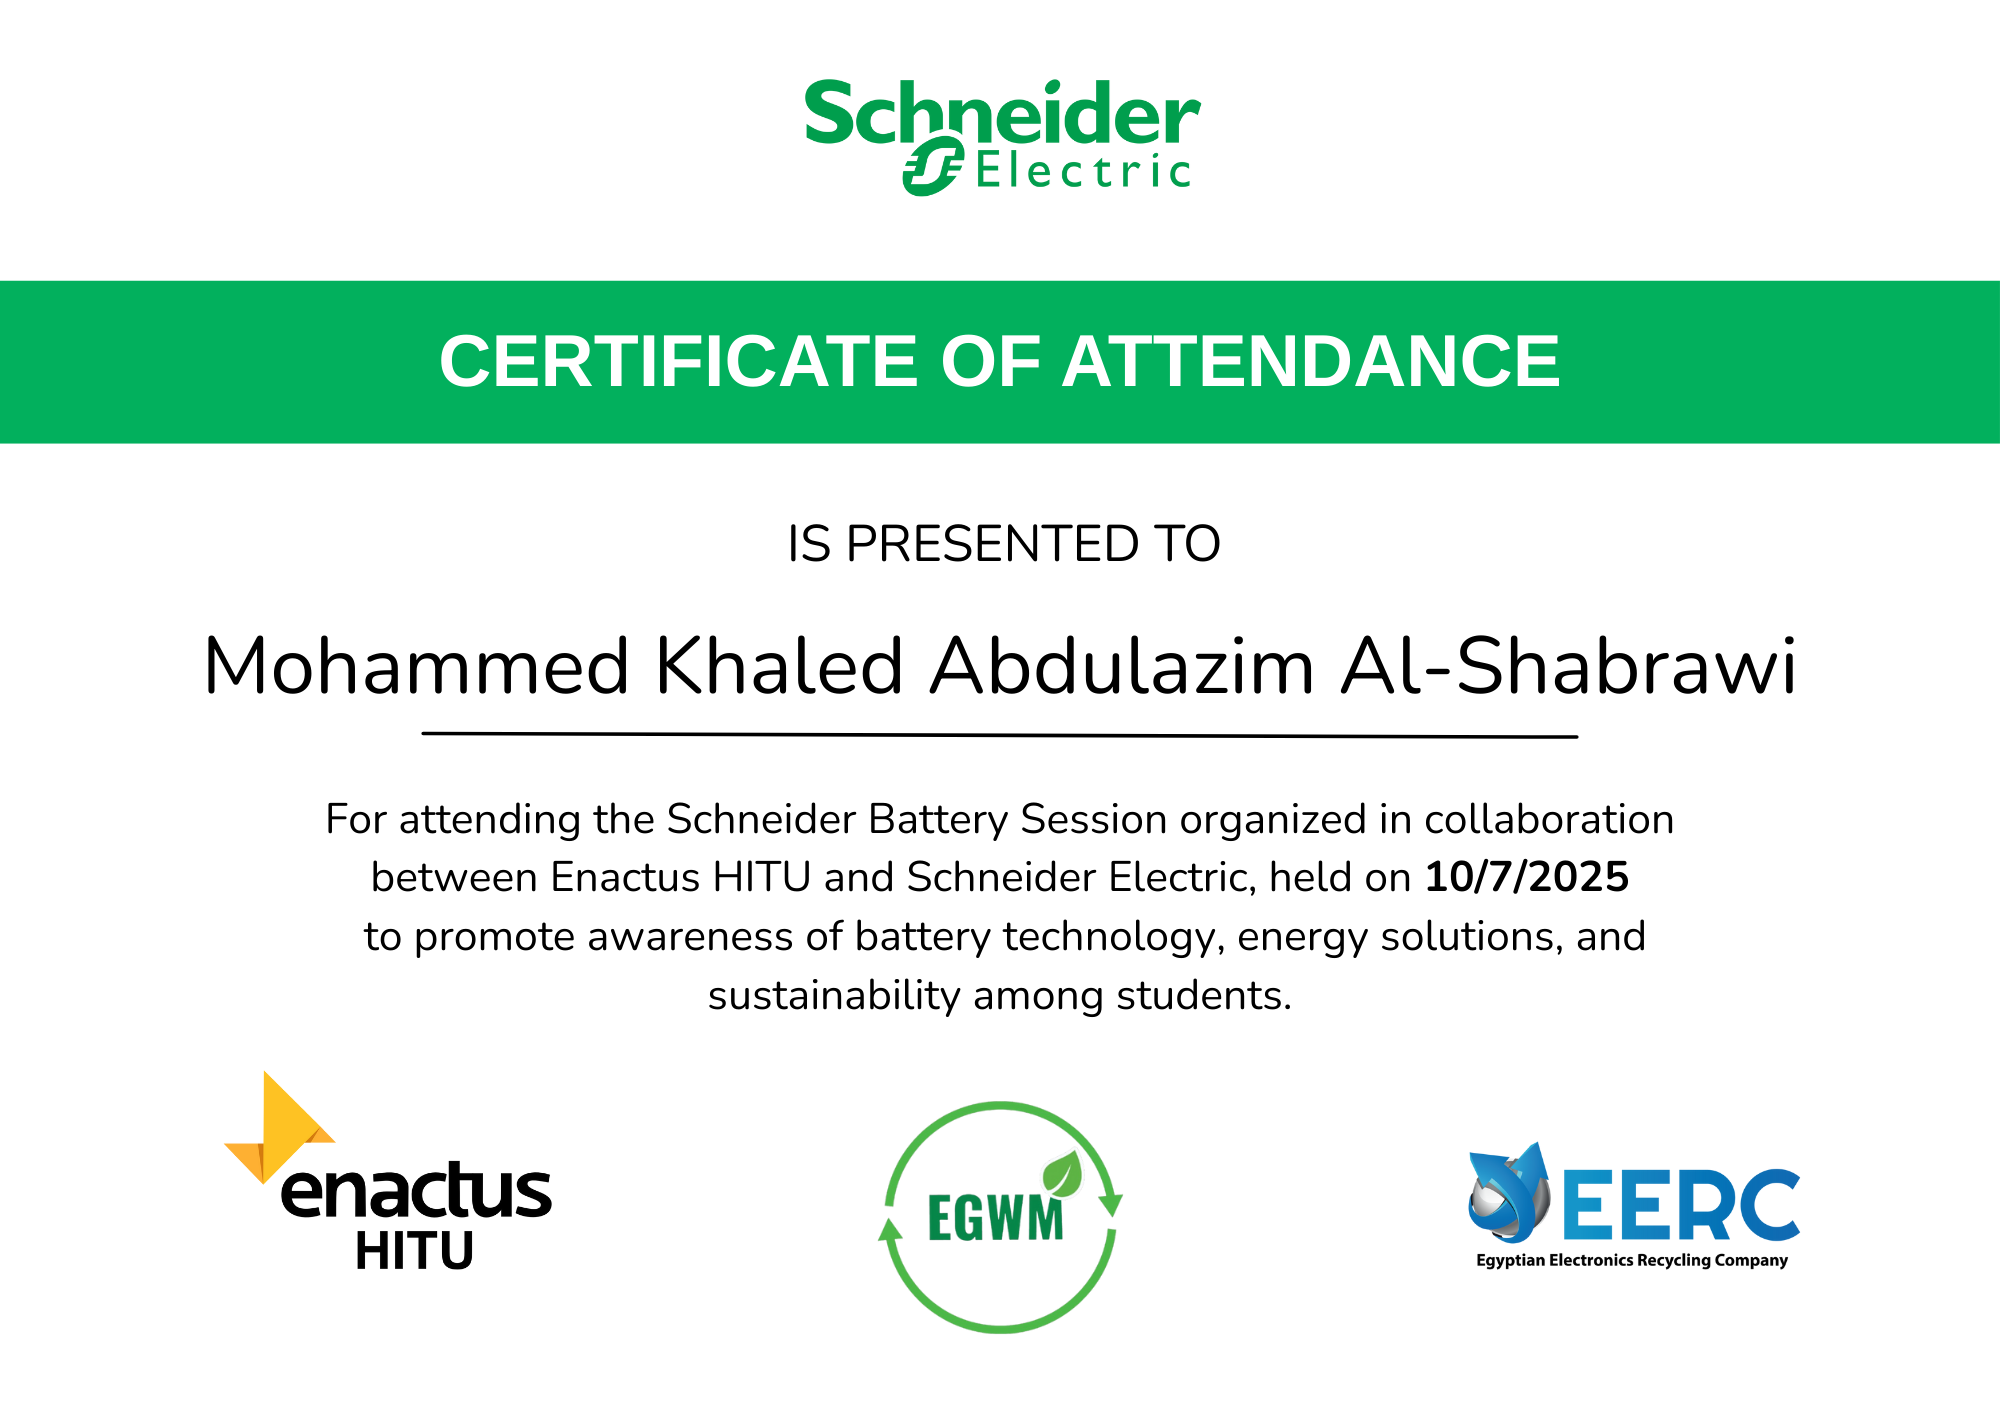 Schneider
Electric
CERTIFICATE OF ATTENDANCE
IS PRESENTED TO
Mohammed Khaled Abdulazim Al-Shabrawi
For attending the Schneider Battery Session organized in collaboration
between Enactus HITU and Schneider Electric, held on 10/7/2025
to promote awareness of battery technology, energy solutions, and
sustainability among students.
enactus
HITU
EGWM
EERC
Egyptian Electronics Recycling Company